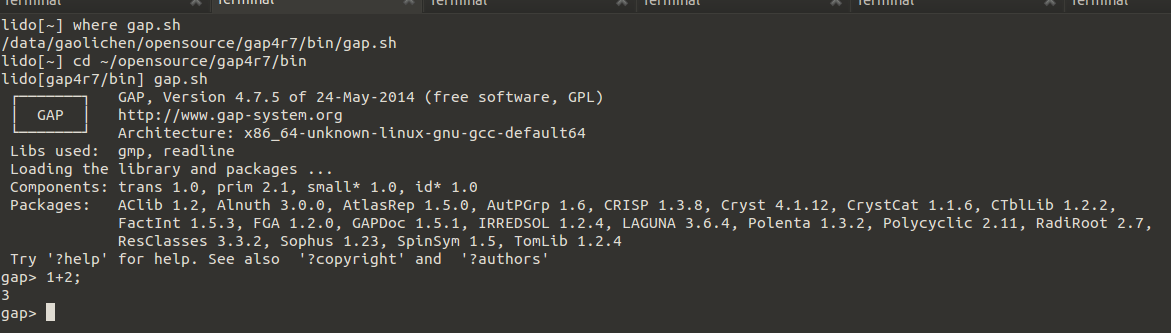 Terminal Terminal Terminal Terminal Terminal Terminal
lido[~] where gap.sh
/data/gaolichen/opensource/gap4r7/bin/gap.sh
lido[~] cd ~/opensource/gap4r7/bin
lido[gap4r7/bin] gap.sh
GAP, Version 4.7.5 of 24-May-2014 (free software, GPL)
GAP http://www.gap-system.org
Architecture: x86_64-unknown-linux-gnu-gcc-default64
Libs used: gmp, readline
Loading the library and packages ...
Components: trans 1.0, prim 2.1, small* 1.0, id* 1.0
Packages: AClib 1.2, Alnuth 3.0.0, AtlasRep 1.5.0, AutPGrp 1.6, CRISP 1.3.8, Cryst 4.1.12, CrystCat 1.1.6, CTblLib 1.2.2,
FactInt 1.5.3, FGA 1.2.0, GAPDoc 1.5.1, IRREDSOL 1.2.4, LAGUNA 3.6.4, Polenta 1.3.2, Polycyclic 2.11, RadiRoot 2.7,
ResClasses 3.3.2, Sophus 1.23, SpinSym 1.5, TomLib 1.2.4
Try '?help' for help. See also '?copyright' and '?authors'
gap> 1+2;
3
gap>